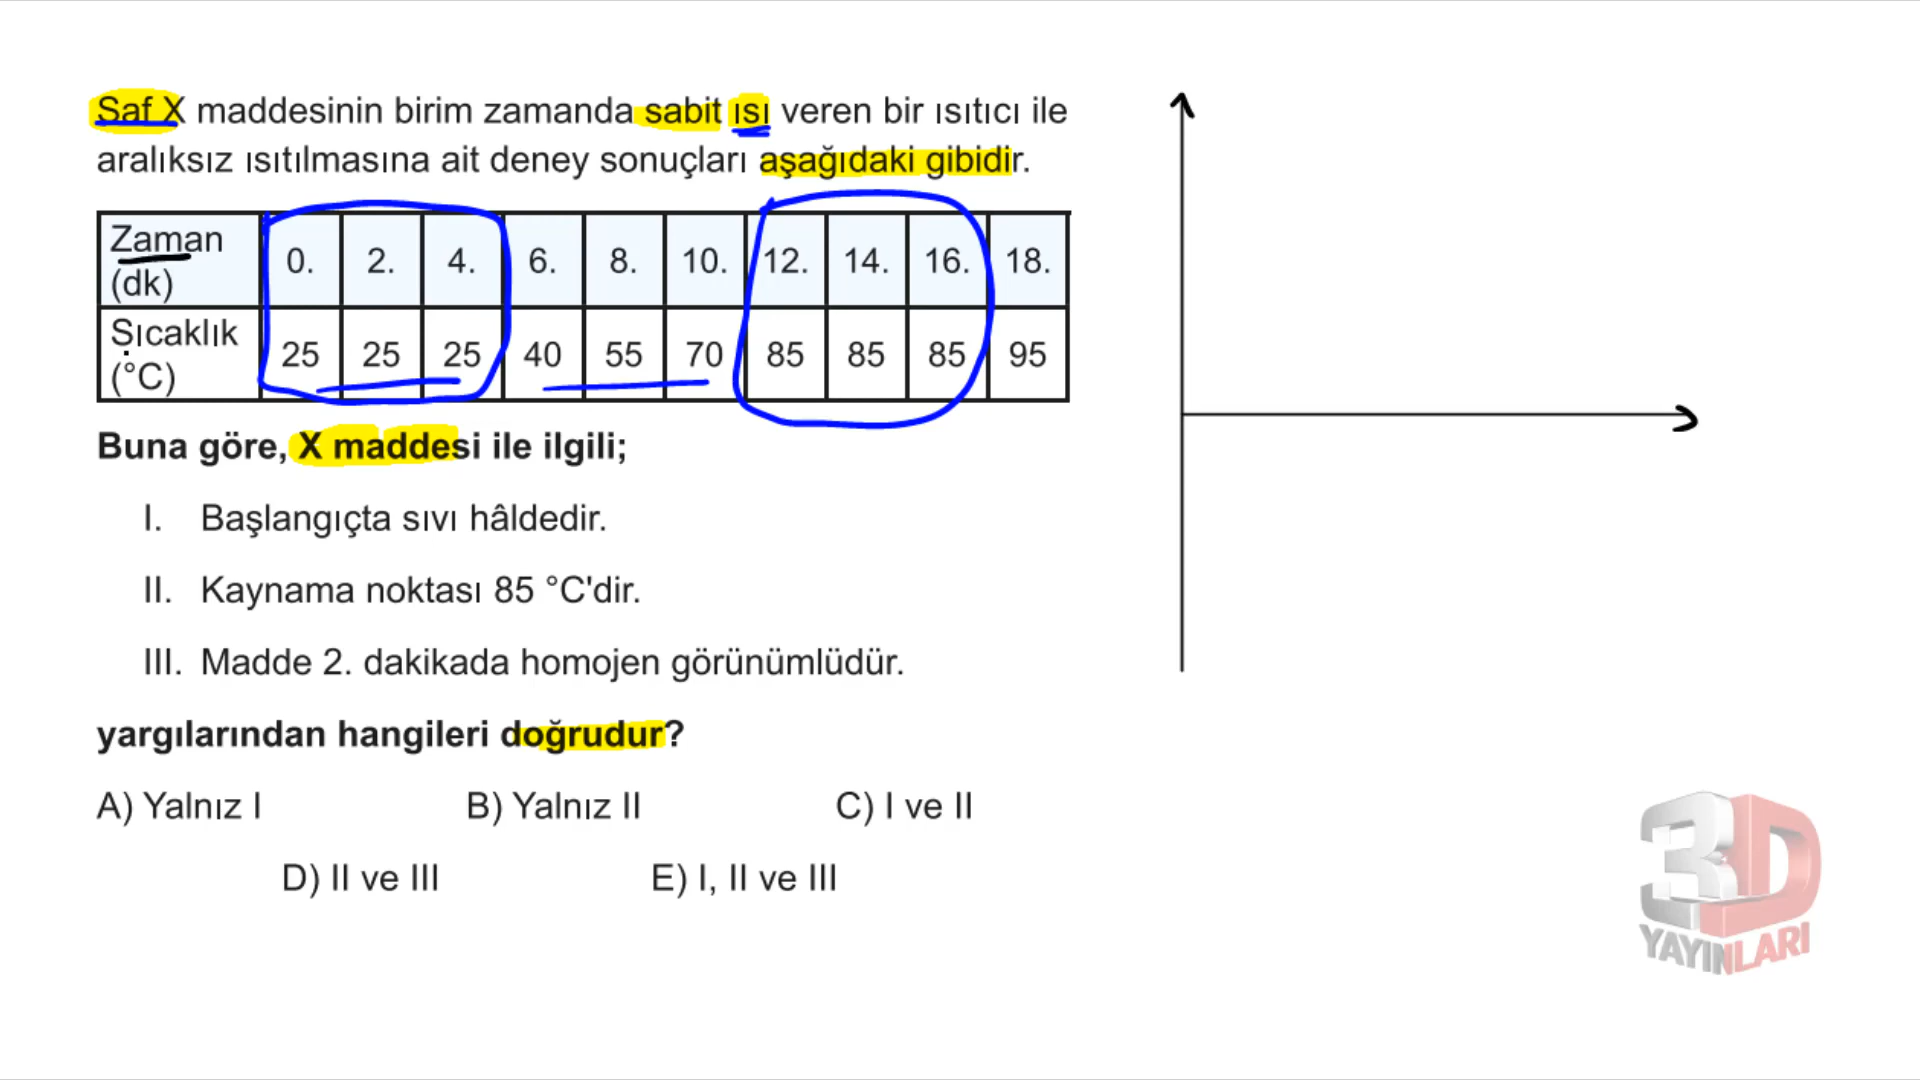 Saf X maddesinin birim zamanda sabit ısı veren bir ısıtıcı ile
aralıksız ısıtılmasına ait deney sonuçları aşağıdaki gibidir.
Zaman (dk) 0. 2. 4. 6. 8. 10. 12. 14. 16. 18.
Sıcaklık (°C) 25 25 25 40 55 70 85 85 85 95
Buna göre, X maddesi ile ilgili;
I. Başlangıçta sıvı hâldedir.
II. Kaynama noktası 85 °C'dir.
III. Madde 2. dakikada homojen görünümlüdür.
yargılarından hangileri doğrudur?
A) Yalnız I B) Yalnız II C) I ve II
D) II ve III E) I, II ve III
3D
YAYINLARI